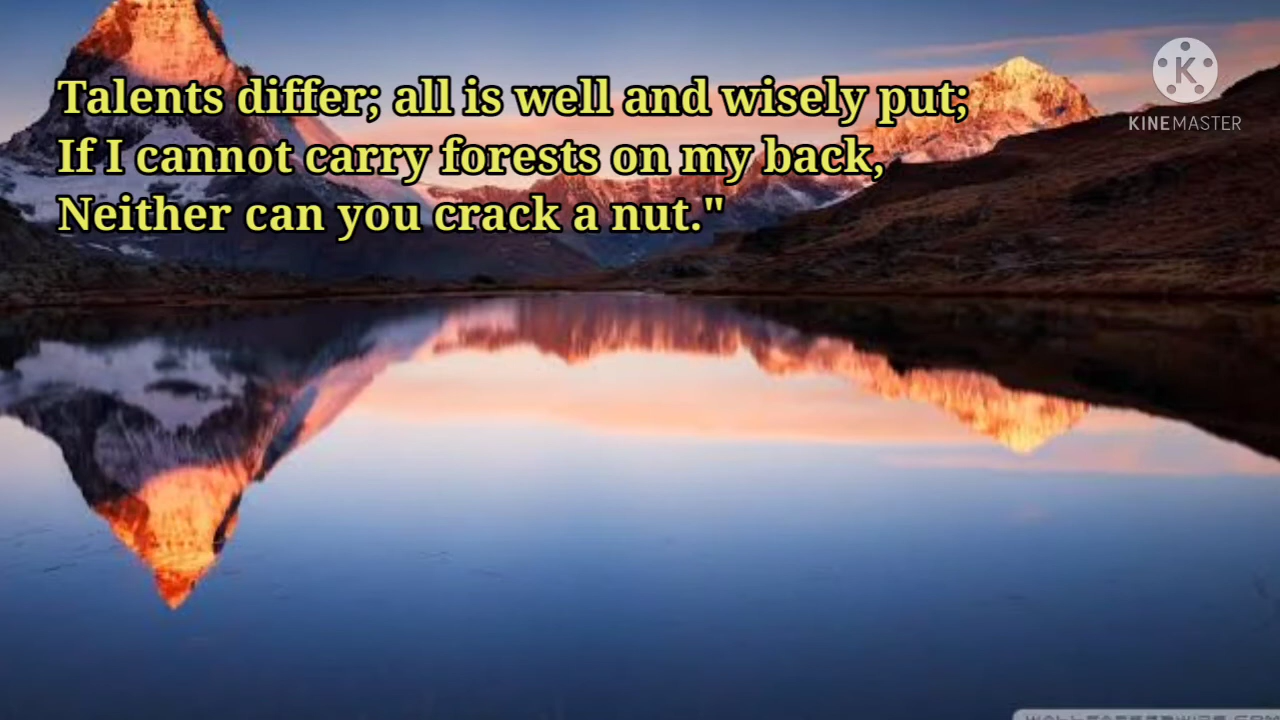 Talents differ; all is well and wisely put;
If I cannot carry forests on my back,
Neither can you crack a nut."
K
KINEMASTER